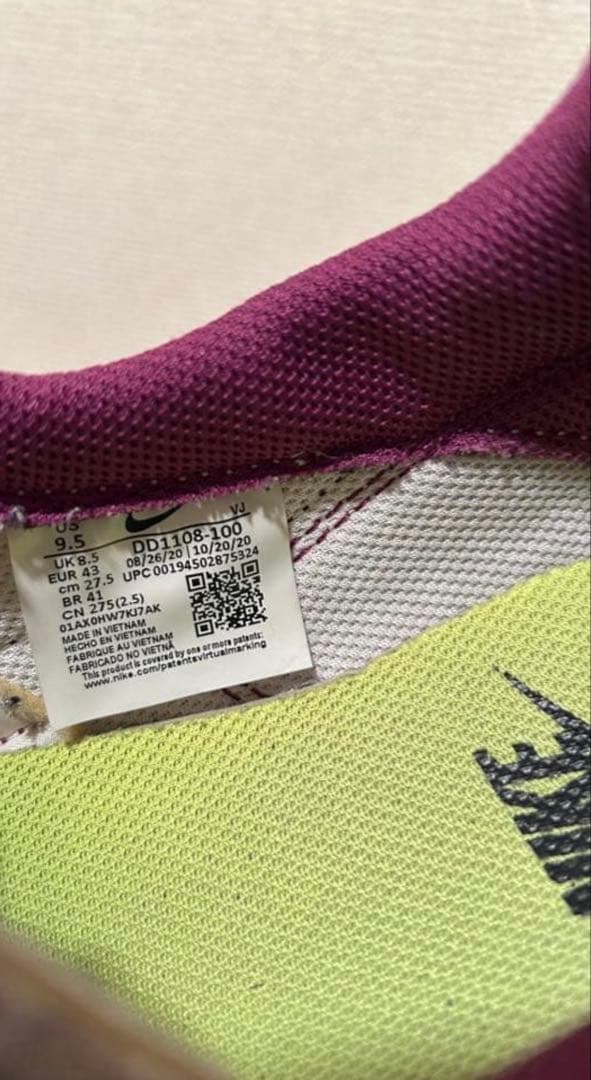 US
9.5
UK 8.5
EUR 43
cm 27.5
BR 41
CN 275(2.5)
01AX0HW7KJ7AK
VJ
DD1108-100
08/26/20 | 10/20/20
UPC 00194502875324
MADE IN VIETNAM
HECHO EN VIETNAM
FABRIQUE AU VIETNAM
FABRICADO NO VIETNÃ
This product is covered by one or more patents:
www.nike.com/patentsvirtualmarking
NIKE